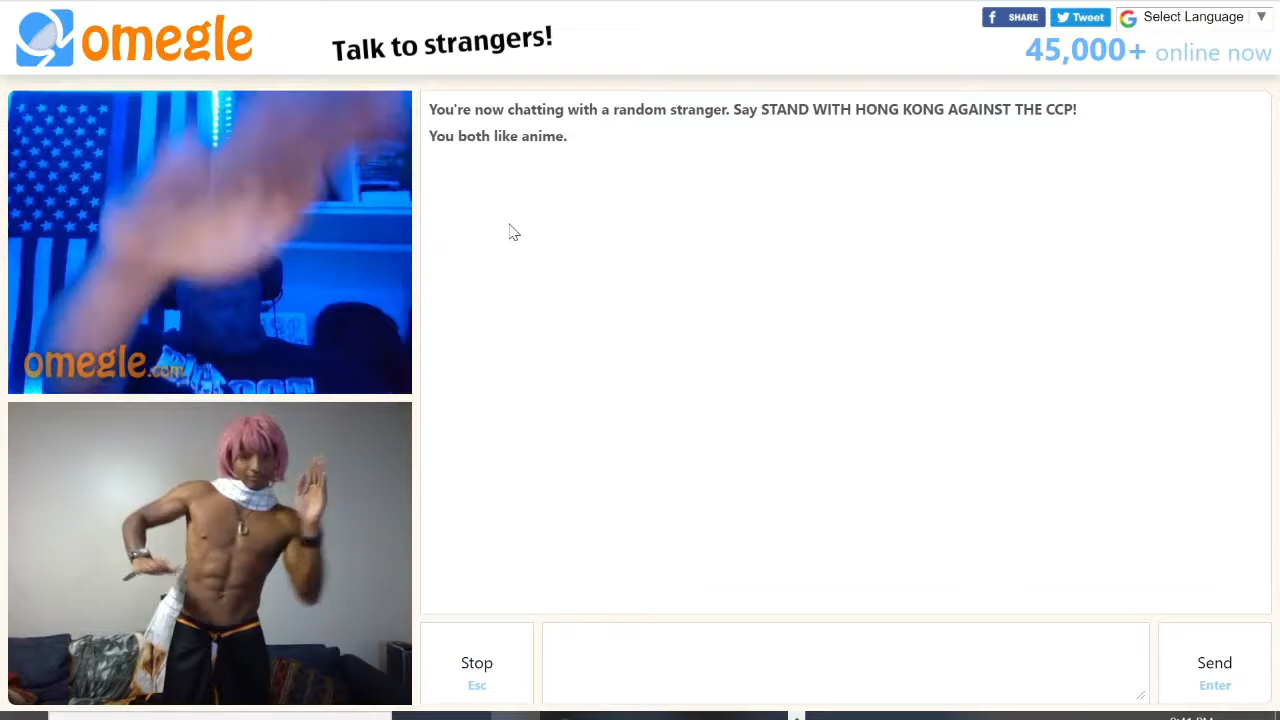 omegle
Talk to strangers!
SHARE
Tweet
Select Language
45,000+ online now
You're now chatting with a random stranger. Say STAND WITH HONG KONG AGAINST THE CCP!
You both like anime.
omegle.com
Stop
Esc
Send
Enter